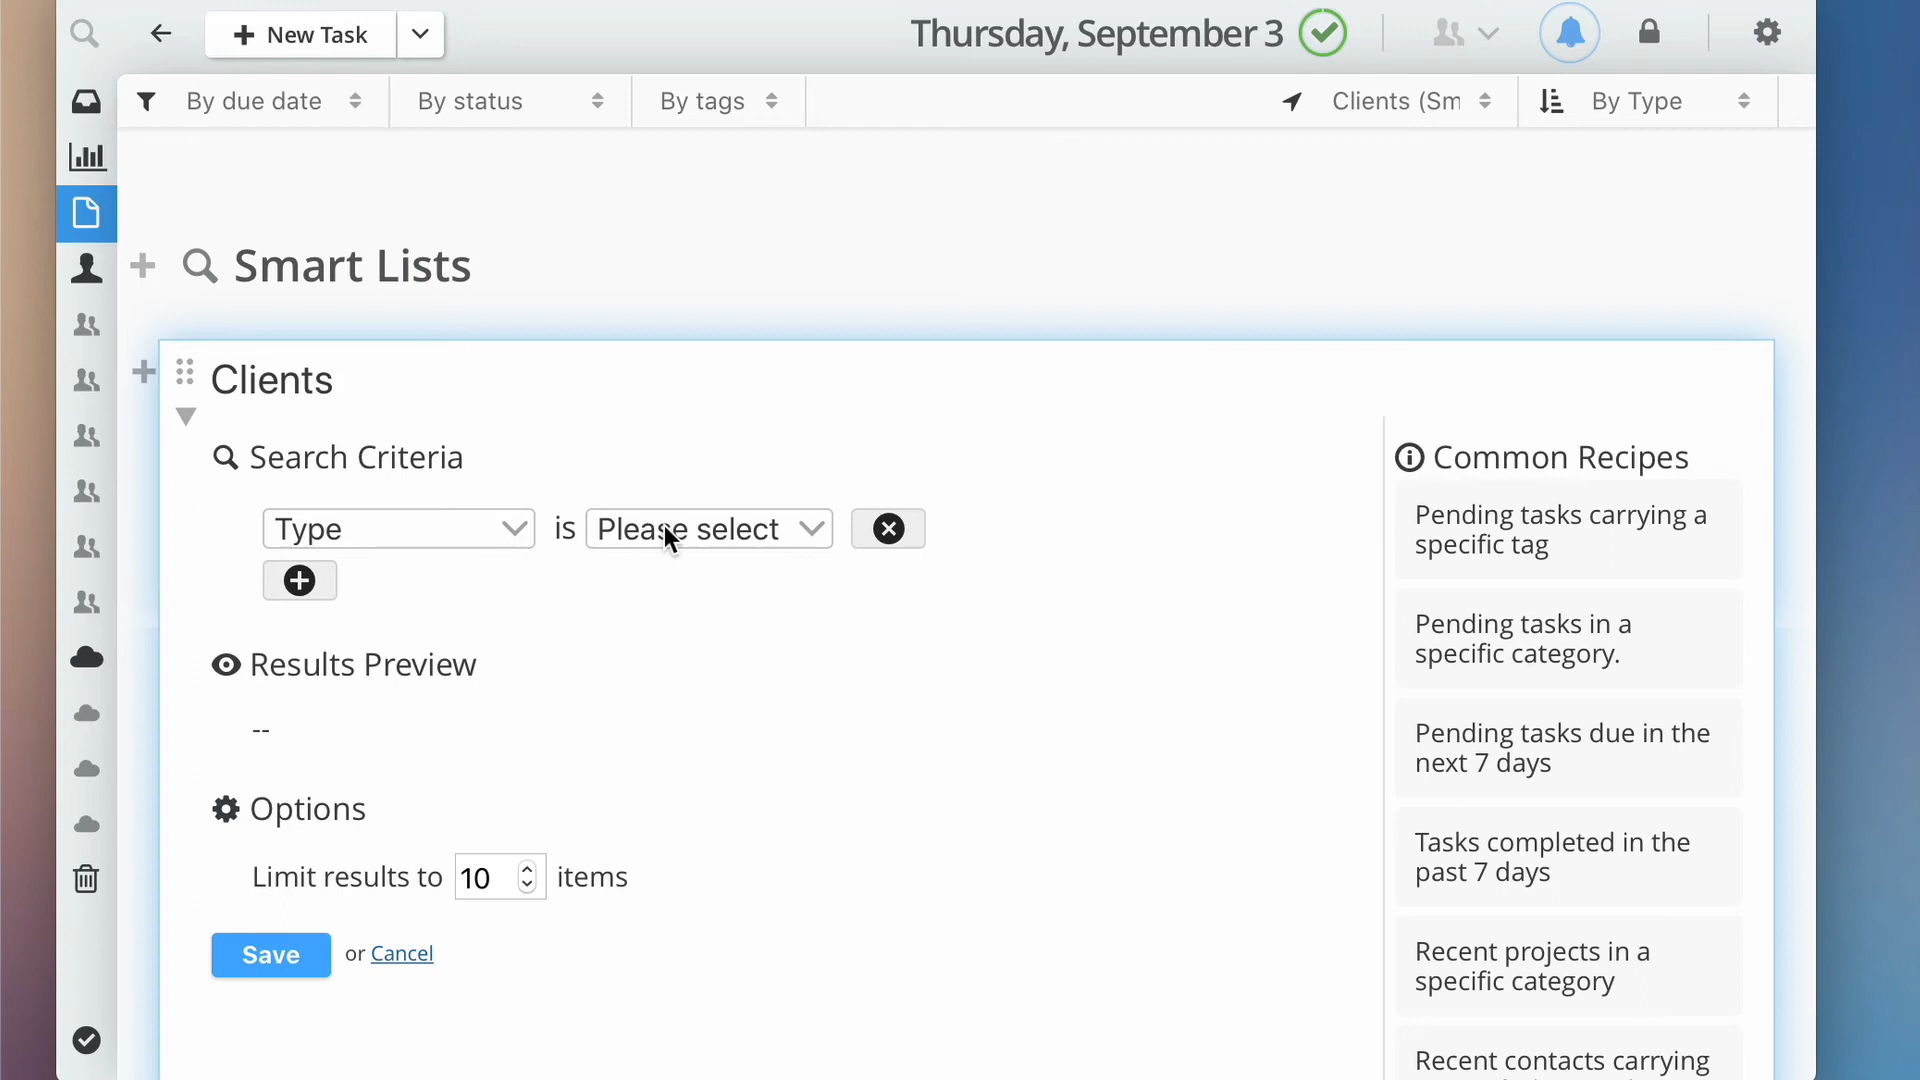 New Task
Thursday, September 3
By due date
By status
By tags
Clients (Sm
By Type
Smart Lists
Clients
Search Criteria
Type is Please select
Results Preview
--
Options
Limit results to 10 items
Save or Cancel
Common Recipes
Pending tasks carrying a
specific tag
Pending tasks in a
specific category.
Pending tasks due in the
next 7 days
Tasks completed in the
past 7 days
Recent projects in a
specific category
Recent contacts carrying